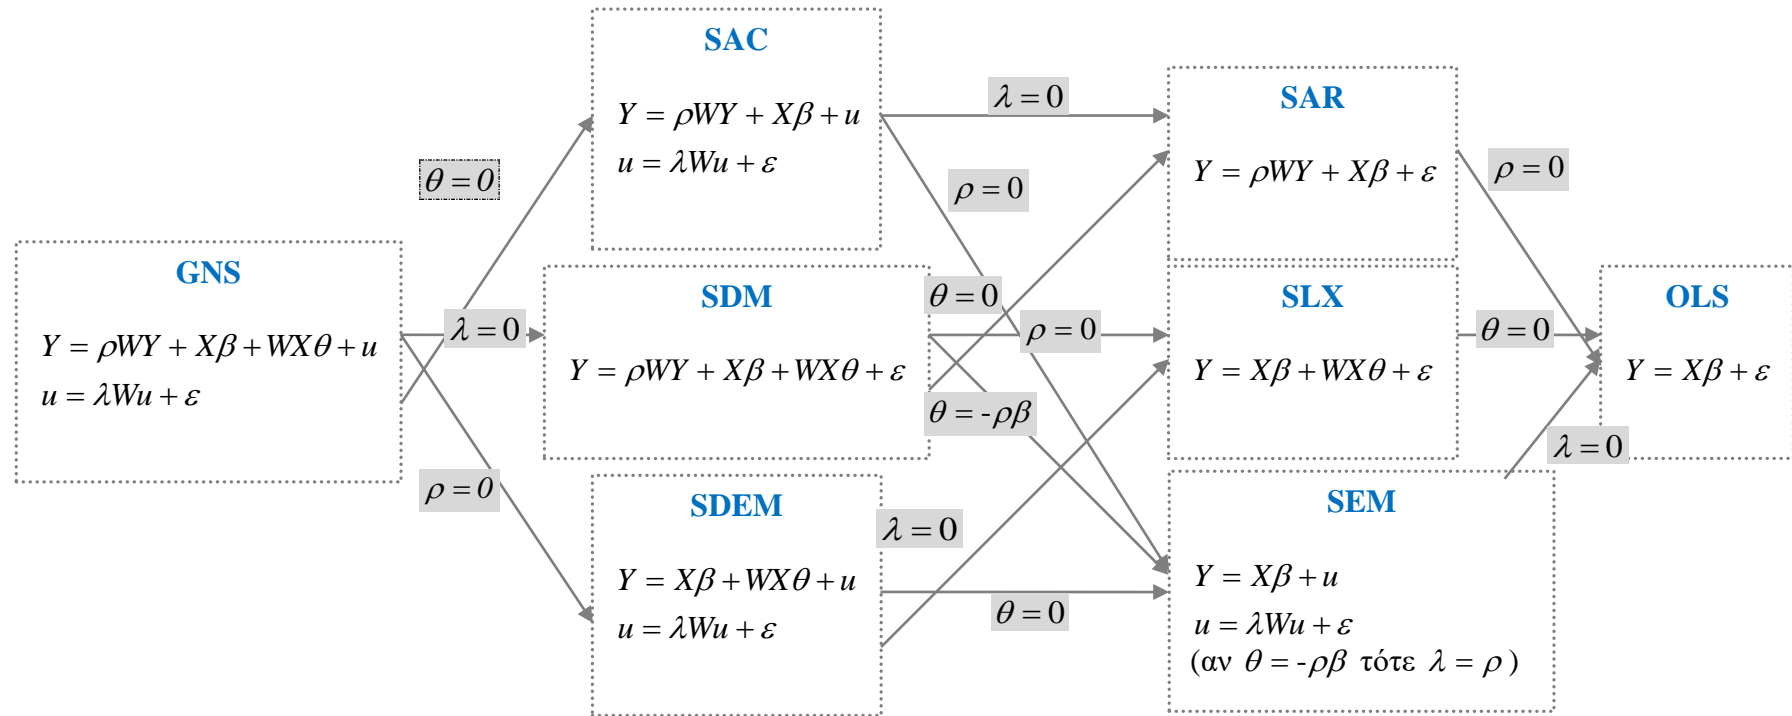 SAC
Y = ρWY + Xβ + u
u = λWu + ε
θ = 0
λ = 0
ρ = 0
SAR
Y = ρWY + Xβ + ε
ρ = 0
GNS
Y = ρWY + Xβ + WXθ + u
u = λWu + ε
λ = 0
ρ = 0
SDM
Y = ρWY + Xβ + WXθ + ε
θ = 0
ρ = 0
θ = -ρβ
SLX
Y = Xβ + WXθ + ε
θ = 0
OLS
Y = Xβ + ε
λ = 0
SDEM
Y = Xβ + WXθ + u
u = λWu + ε
λ = 0
θ = 0
SEM
Y = Xβ + u
u = λWu + ε
(αν θ = -ρβ τότε λ = ρ )